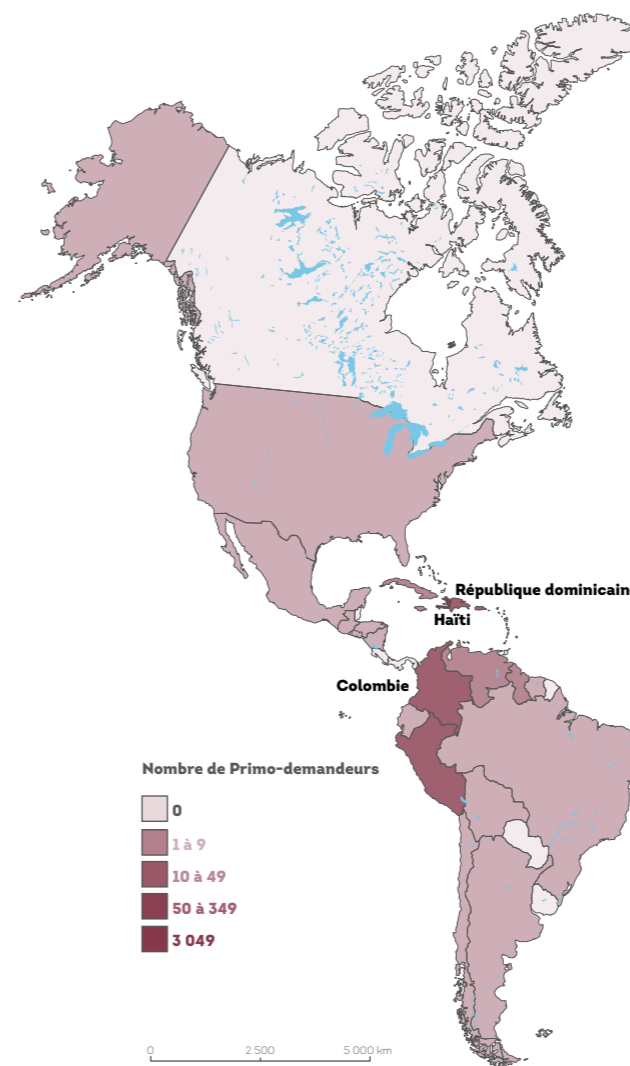 République dominicain
Haïti
Colombie
Nombre de Primo-demandeurs
0
1 à 9
10 à 49
50 à 349
3 049
0 2 500 5 000 km